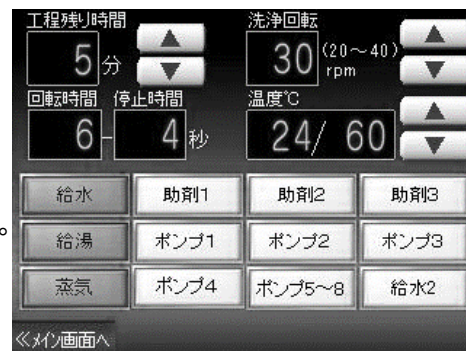 工程残り時間
5分
洗浄回転
30 (20~40) rpm
回転時間 停止時間
6-4秒
温度℃
24/ 60
給水 助剤1 助剤2 助剤3
給湯 ポンプ1 ポンプ2 ポンプ3
蒸気 ポンプ4 ポンプ5~8 給水2
≪メイン画面へ
。